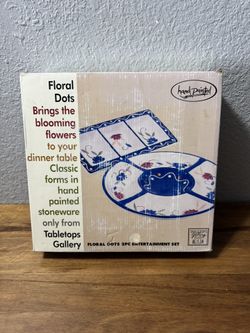 Floral
Dots
Brings the
blooming
flowers
to your
dinner table
Classic
forms in
hand
painted
stoneware
only from
Tabletops
Gallery
hand painted
FLORAL DOTS 2PC ENTERTAINMENT SET